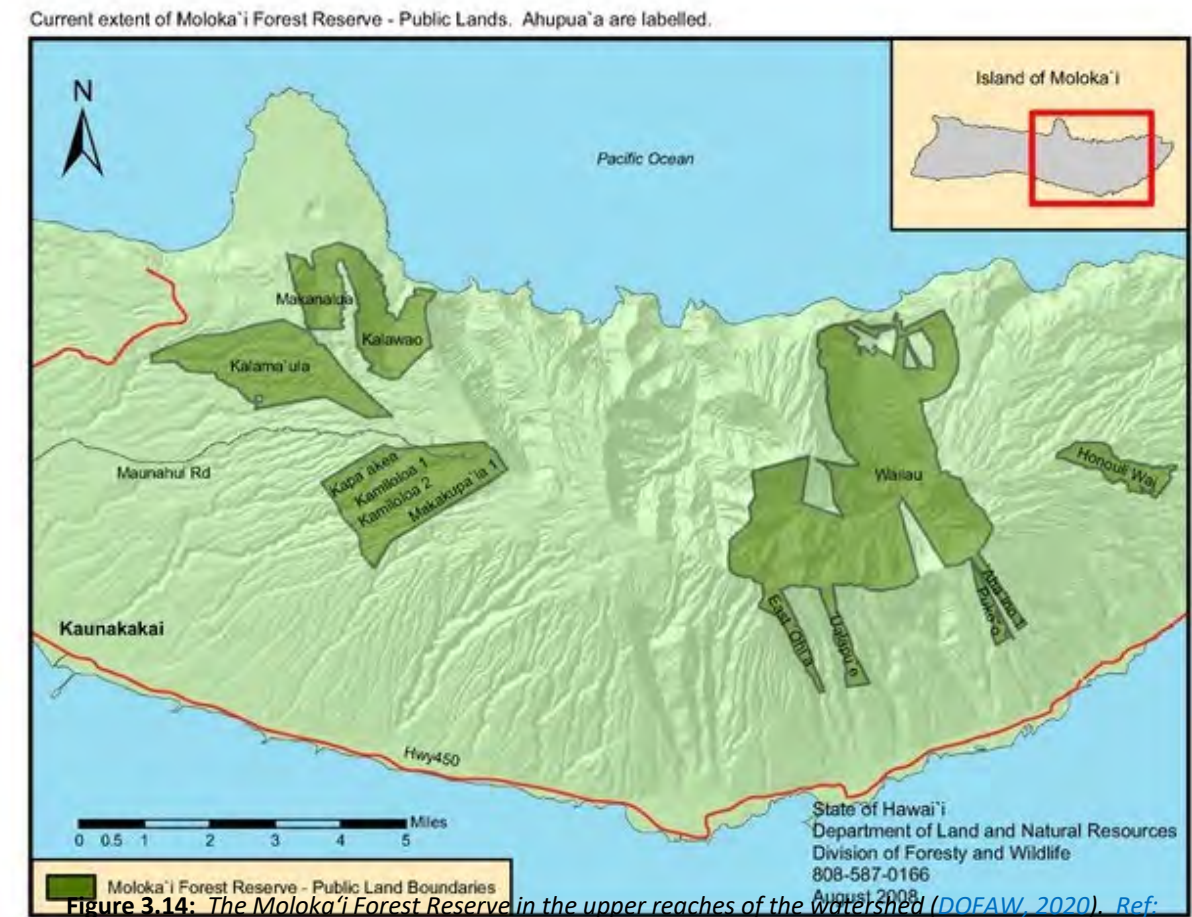 Current extent of Moloka`i Forest Reserve - Public Lands. Ahupua`a are labelled.
N
Pacific Ocean
Island of Moloka`i
Makanalua
Kalawao
Kalama`ula
Maunahui Rd
Kapa`akea
Kamiloloa 1
Kamiloloa 2
Makakupa`ia 1
Wailau
Honouli Wai
East `Ohi`a
Ualapu`e
Puko`o
Kaunakakai
Hwy450
Miles
0 0.5 1 2 3 4 5
State of Hawai`i
Department of Land and Natural Resources
Division of Foresty and Wildlife
808-587-0166
August 2008
Moloka`i Forest Reserve - Public Land Boundaries
Figure 3.14: The Moloka‘i Forest Reserve in the upper reaches of the watershed (DOFAW, 2020). Ref: